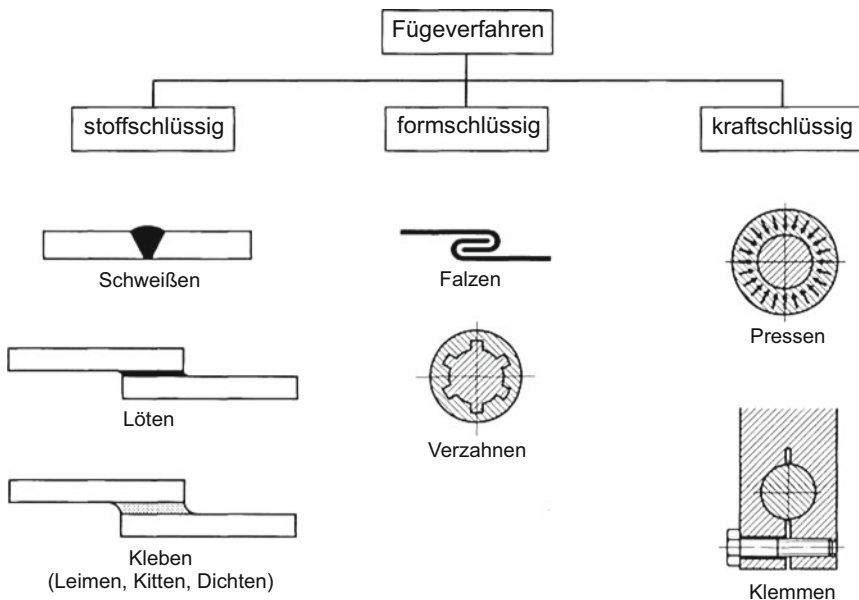 Fügeverfahren
stoffschlüssig
formschlüssig
kraftschlüssig
Schweißen
Falzen
Pressen
Löten
Verzahnen
Kleben
(Leimen, Kitten, Dichten)
Klemmen